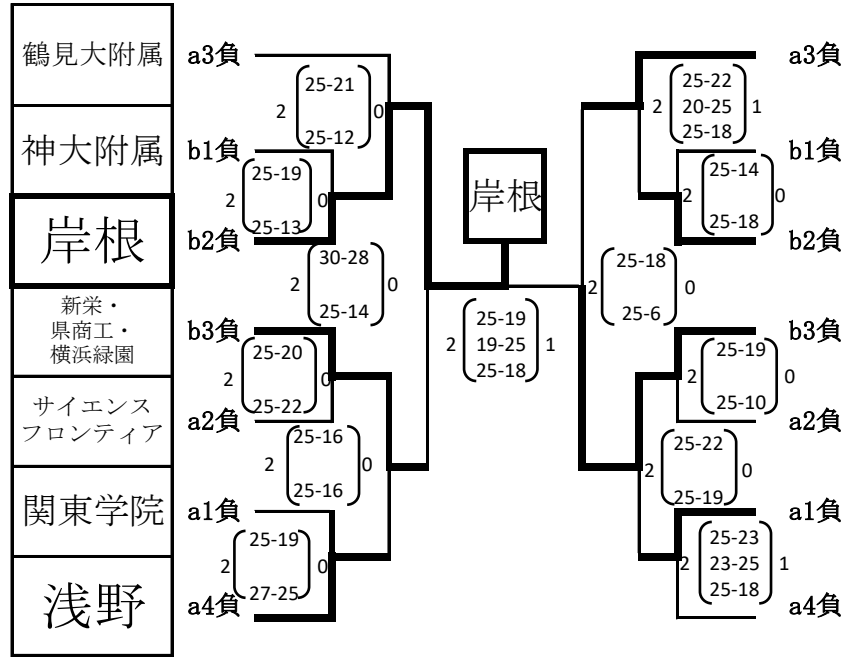 鶴見大附属
神大附属
岸根
新栄・
県商工・
横浜緑園
サイエンス
フロンティア
関東学院
浅野
a3負
b1負
b2負
b3負
a2負
a1負
a4負
2
25-21
25-12
0
2
25-19
25-13
0
2
30-28
25-14
0
2
25-20
25-22
0
2
25-16
25-16
0
2
25-19
27-25
0
岸根
2
25-19
19-25
25-18
1
2
25-22
20-25
25-18
1
2
25-14
25-18
0
2
25-18
25-6
0
2
25-19
25-10
0
2
25-22
25-19
0
2
25-23
23-25
25-18
1
a3負
b1負
b2負
b3負
a2負
a1負
a4負